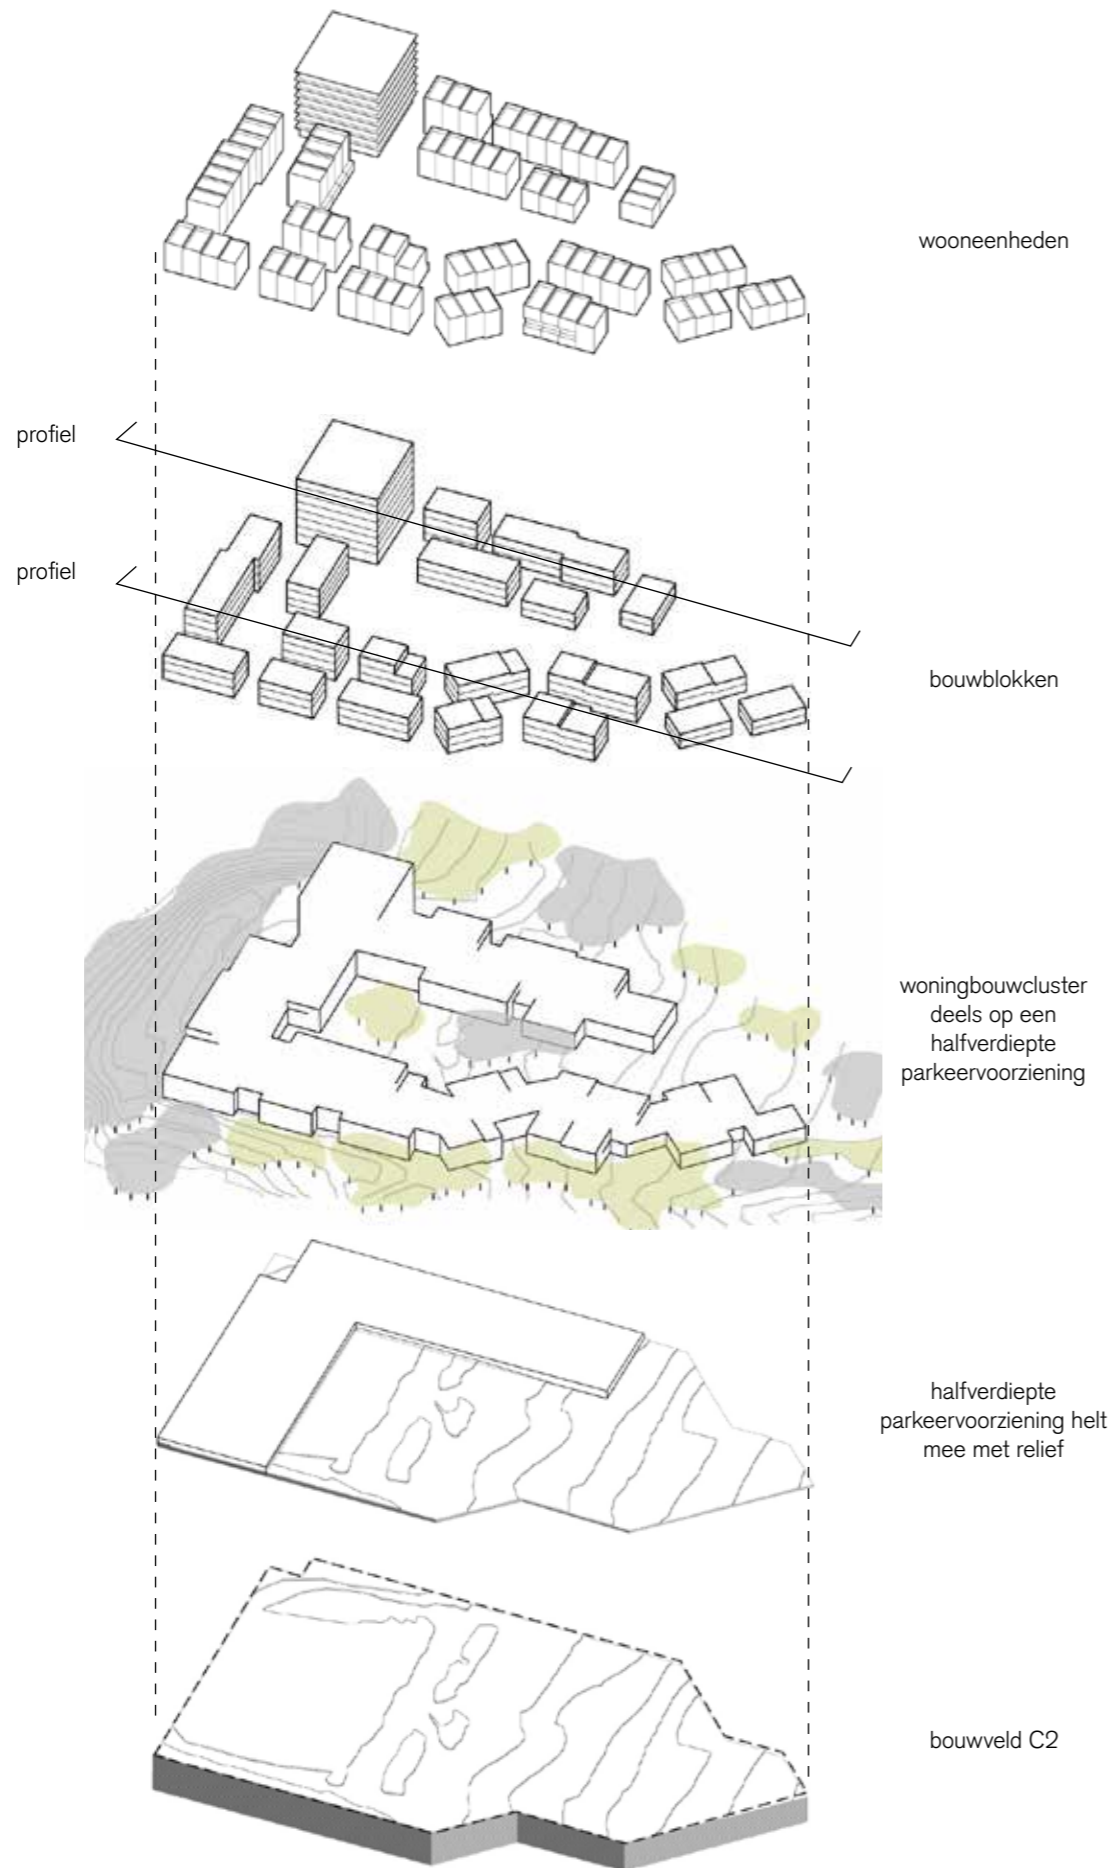 wooneenheden
profiel
profiel
bouwblokken
woningbouwcluster
deels op een
halfverdiepte
parkeervoorziening
halfverdiepte
parkeervoorziening helt
mee met relief
bouwveld C2